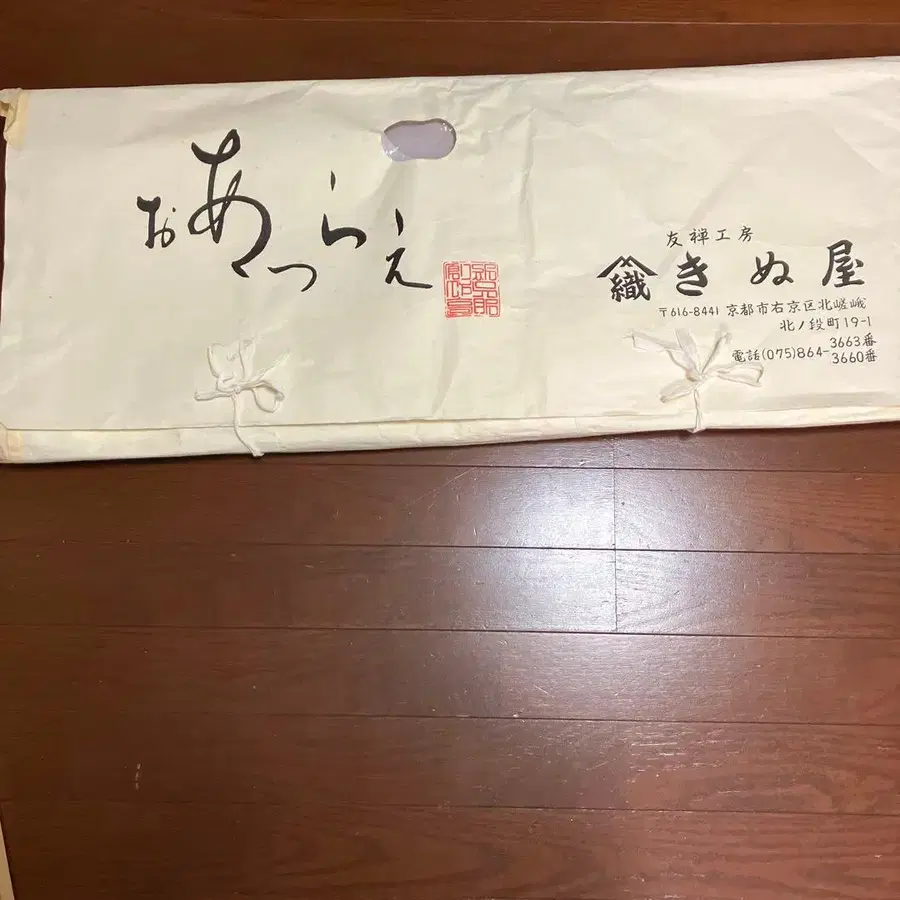 おあつらえ
友禅工房
織 きぬ屋
〒616-8441 京都市右京区北嵯峨
北ノ段町19-1
電話(075)864-3663番
3660番